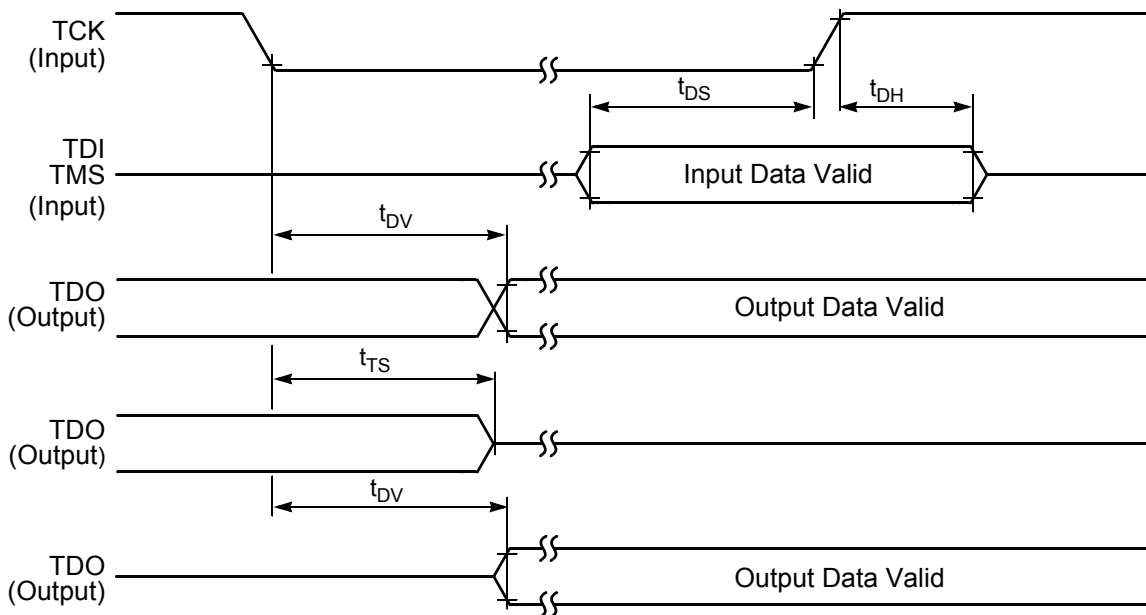 TCK
(Input)
tDS
tDH
TDI
TMS
(Input)
Input Data Valid
tDV
TDO
(Output)
Output Data Valid
tTS
TDO
(Output)
tDV
TDO
(Output)
Output Data Valid